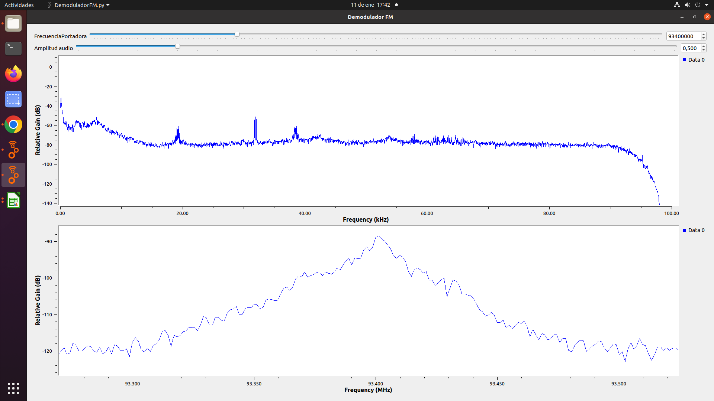 Actividades DemoduladorFM.py 11 de ene 17:42
Demodulador FM
FrecuenciaPortadora 93400000
Amplitud audio 0,500
Data 0
0
-20
-40
-60
-80
-100
-120
-140
Relative Gain (dB)
0.00 20.00 40.00 60.00 80.00 100.00
Frequency (kHz)
Data 0
-90
-100
-110
-120
Relative Gain (dB)
93.300 93.350 93.400 93.450 93.500
Frequency (MHz)